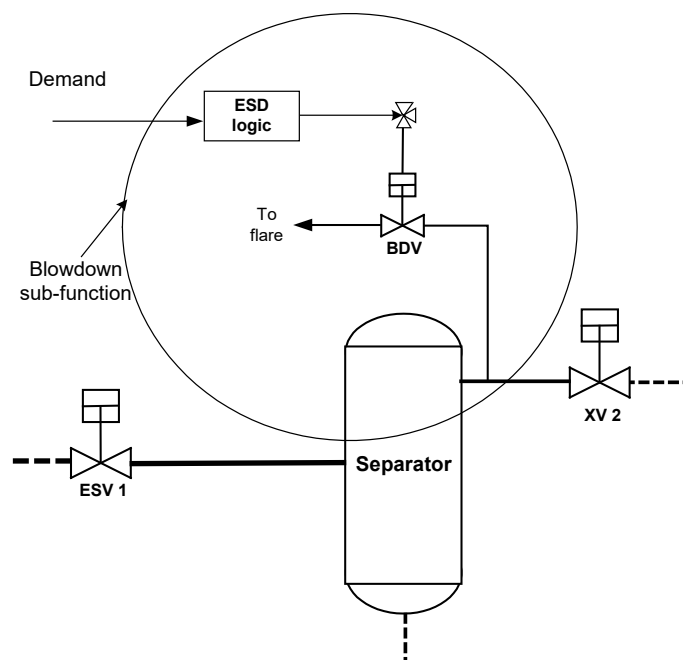 Demand
ESD
logic
To
flare
BDV
Blowdown
sub-function
XV 2
Separator
ESV 1